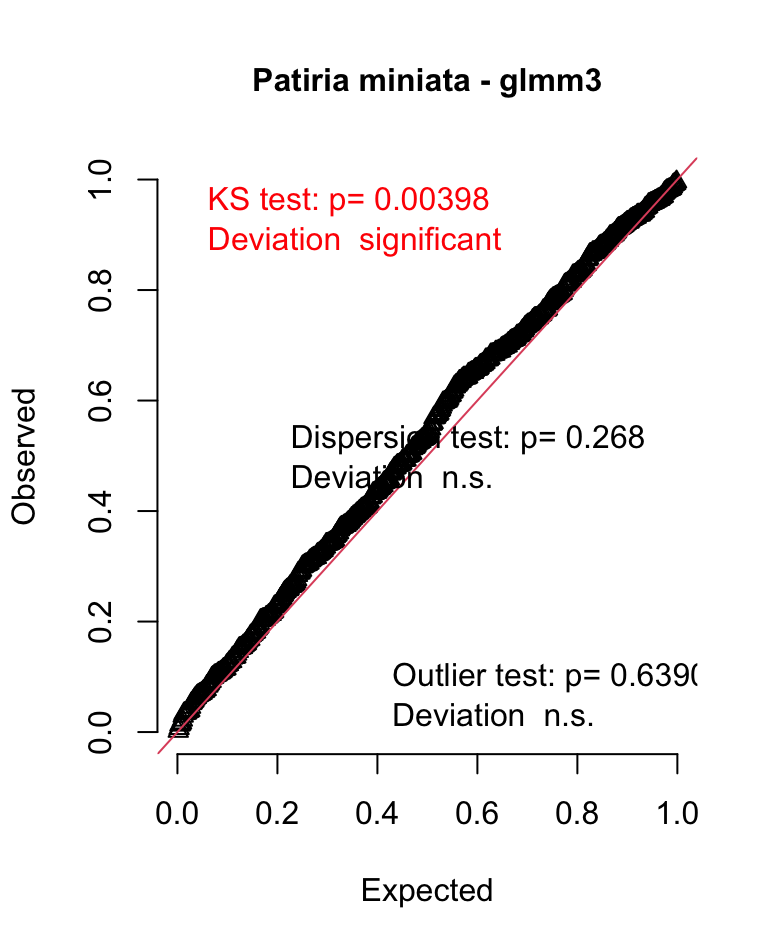 Patiria miniata - glmm3
KS test: p= 0.00398
Deviation  significant
Dispersion test: p= 0.268
Deviation  n.s.
Outlier test: p= 0.639
Deviation  n.s.
Observed
0.0
0.2
0.4
0.6
0.8
1.0
0.0 0.2 0.4 0.6 0.8 1.0
Expected